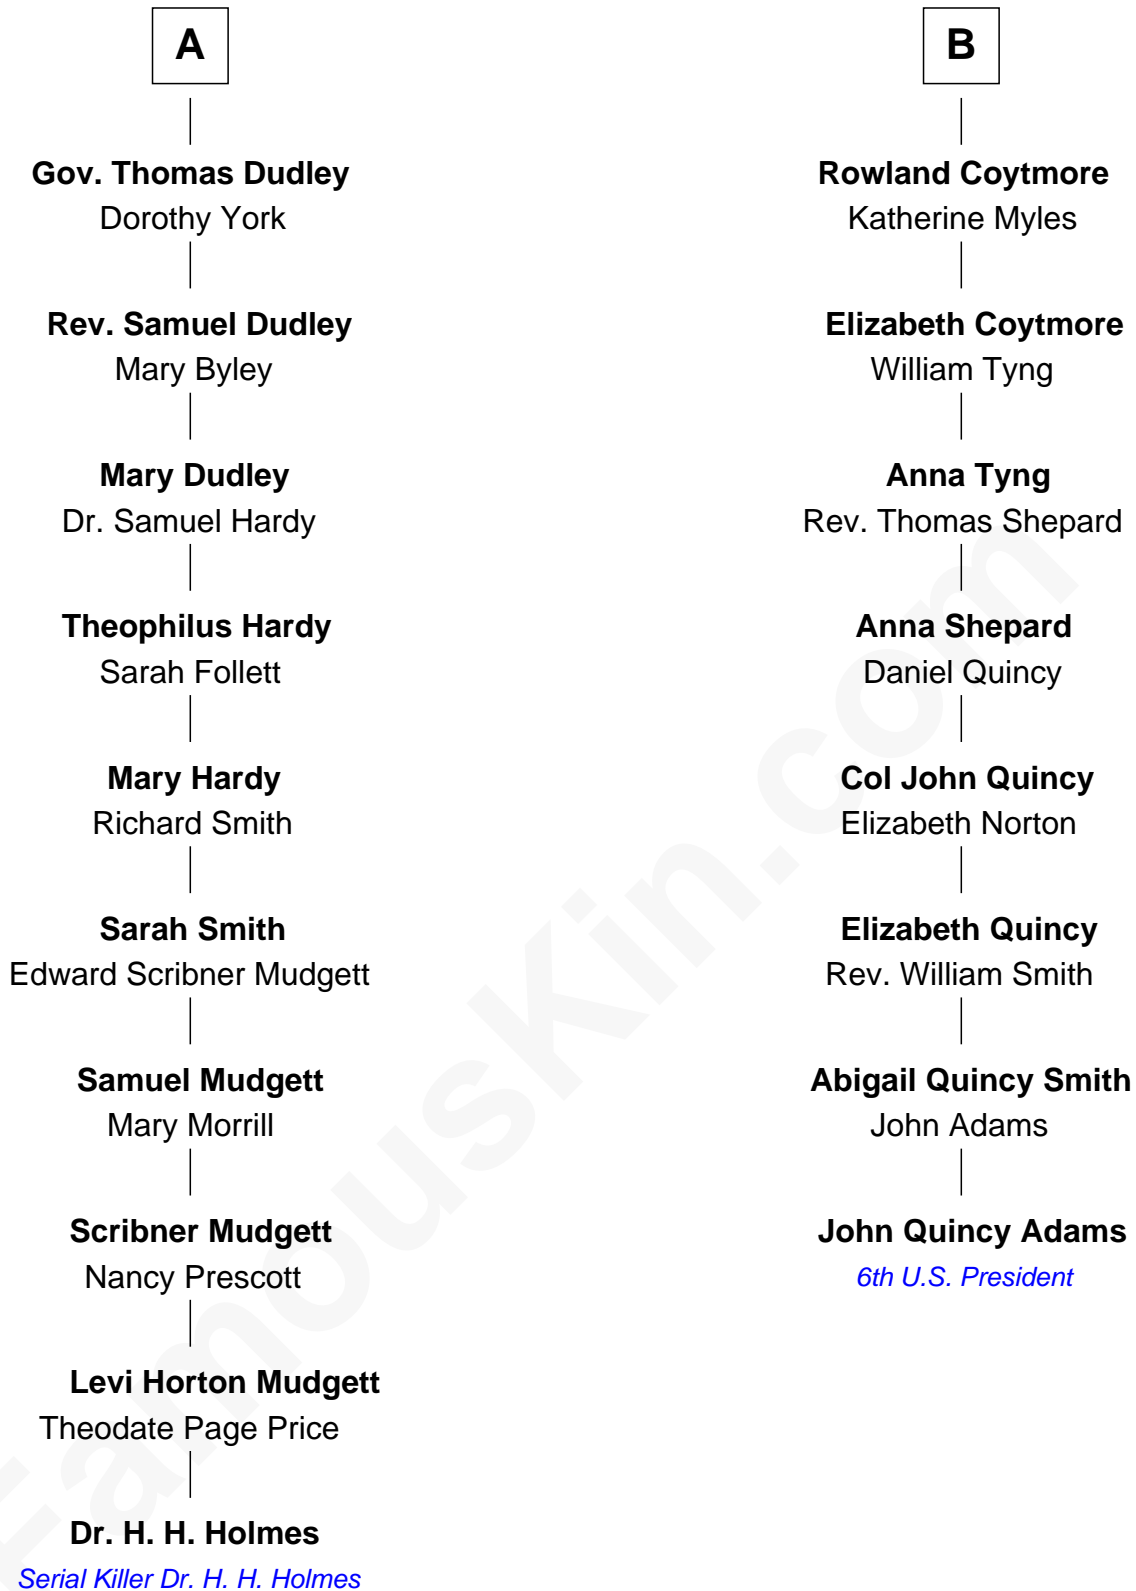 A
Gov. Thomas Dudley
Dorothy York
Rev. Samuel Dudley
Mary Byley
Mary Dudley
Dr. Samuel Hardy
Theophilus Hardy
Sarah Follett
Mary Hardy
Richard Smith
Sarah Smith
Edward Scribner Mudgett
Samuel Mudgett
Mary Morrill
Scribner Mudgett
Nancy Prescott
Levi Horton Mudgett
Theodate Page Price
Dr. H. H. Holmes
Serial Killer Dr. H. H. Holmes
B
Rowland Coytmore
Katherine Myles
Elizabeth Coytmore
William Tyng
Anna Tyng
Rev. Thomas Shepard
Anna Shepard
Daniel Quincy
Col John Quincy
Elizabeth Norton
Elizabeth Quincy
Rev. William Smith
Abigail Quincy Smith
John Adams
John Quincy Adams
6th U.S. President
FamousKin.com